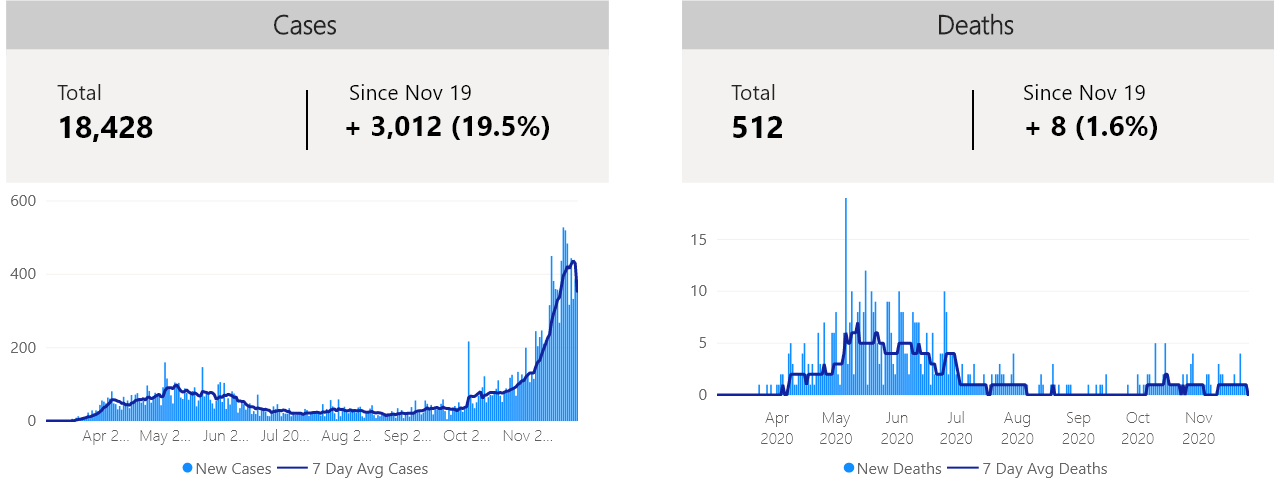 Cases
Total
Since Nov 19
18,428
+ 3,012 (19.5%)
600
400
200
0
Apr 2... May 2... Jun 2... Jul 20... Aug 2... Sep 2... Oct 2... Nov 2...
New Cases 7 Day Avg Cases
Deaths
Total
Since Nov 19
512
+ 8 (1.6%)
15
10
5
0
Apr May Jun Jul Aug Sep Oct Nov
2020 2020 2020 2020 2020 2020 2020 2020
New Deaths 7 Day Avg Deaths